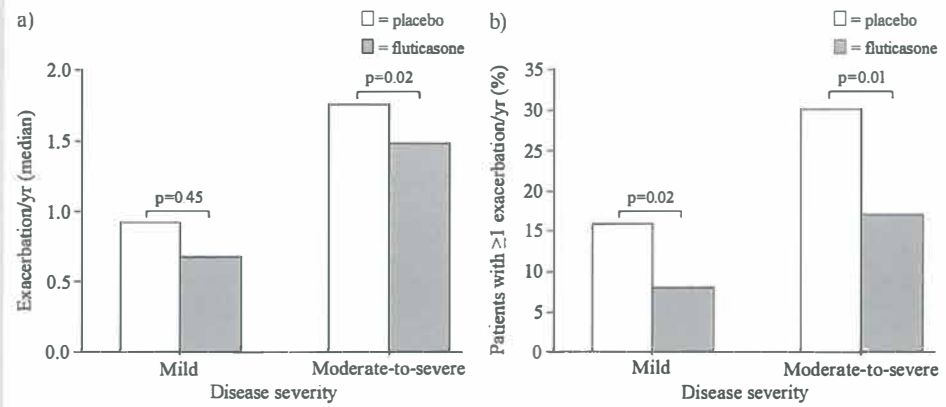 a)
= placebo
= fluticasone
Exacerbation/yr (median)
2.0
1.5
1.0
0.5
0.0
p=0.45
p=0.02
Mild
Moderate-to-severe
Disease severity
b)
= placebo
= fluticasone
Patients with ≥1 exacerbation/yr (%)
35
30
25
20
15
10
5
0
p=0.02
p=0.01
Mild
Moderate-to-severe
Disease severity